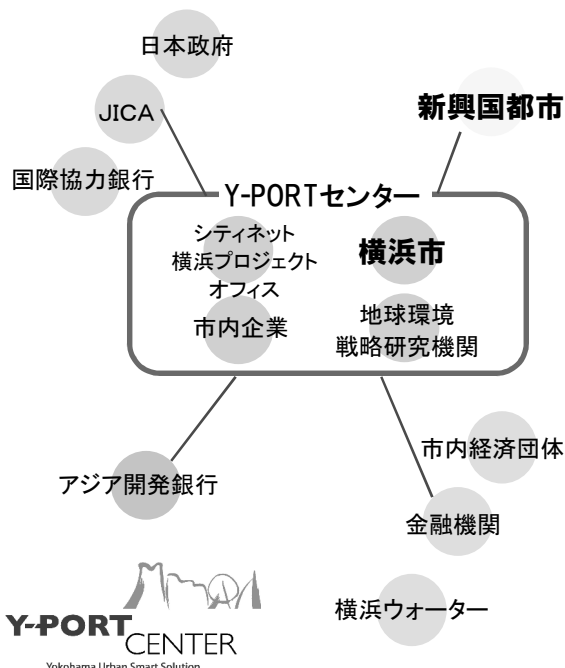 日本政府
JICA
新興国都市
国際協力銀行
Y-PORTセンター
シティネット
横浜プロジェクト
オフィス
横浜市
市内企業
地球環境
戦略研究機関
市内経済団体
アジア開発銀行
金融機関
横浜ウォーター
Y-PORT
CENTER
Yokohama Urban Smart Solution